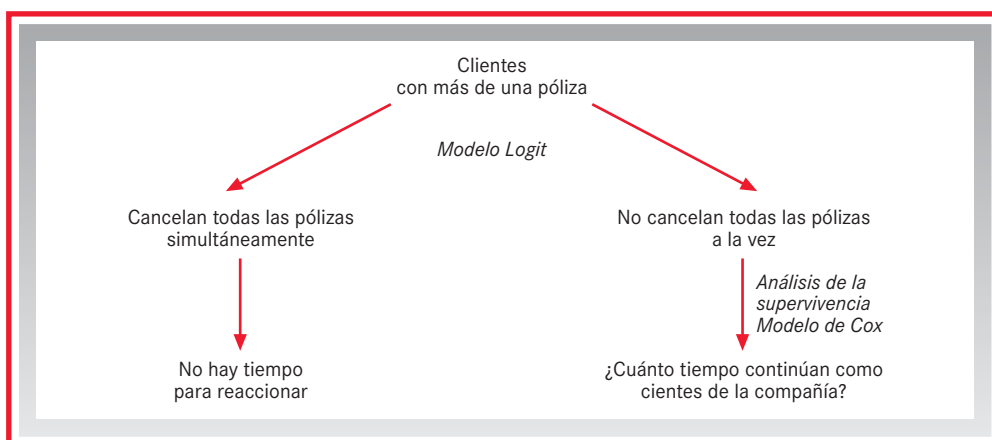 Clientes
con más de una póliza
Modelo Logit
Cancelan todas las pólizas
simultáneamente
No cancelan todas las pólizas
a la vez
Análisis de la
supervivencia
Modelo de Cox
No hay tiempo
para reaccionar
¿Cuánto tiempo continúan como
cientes de la compañía?